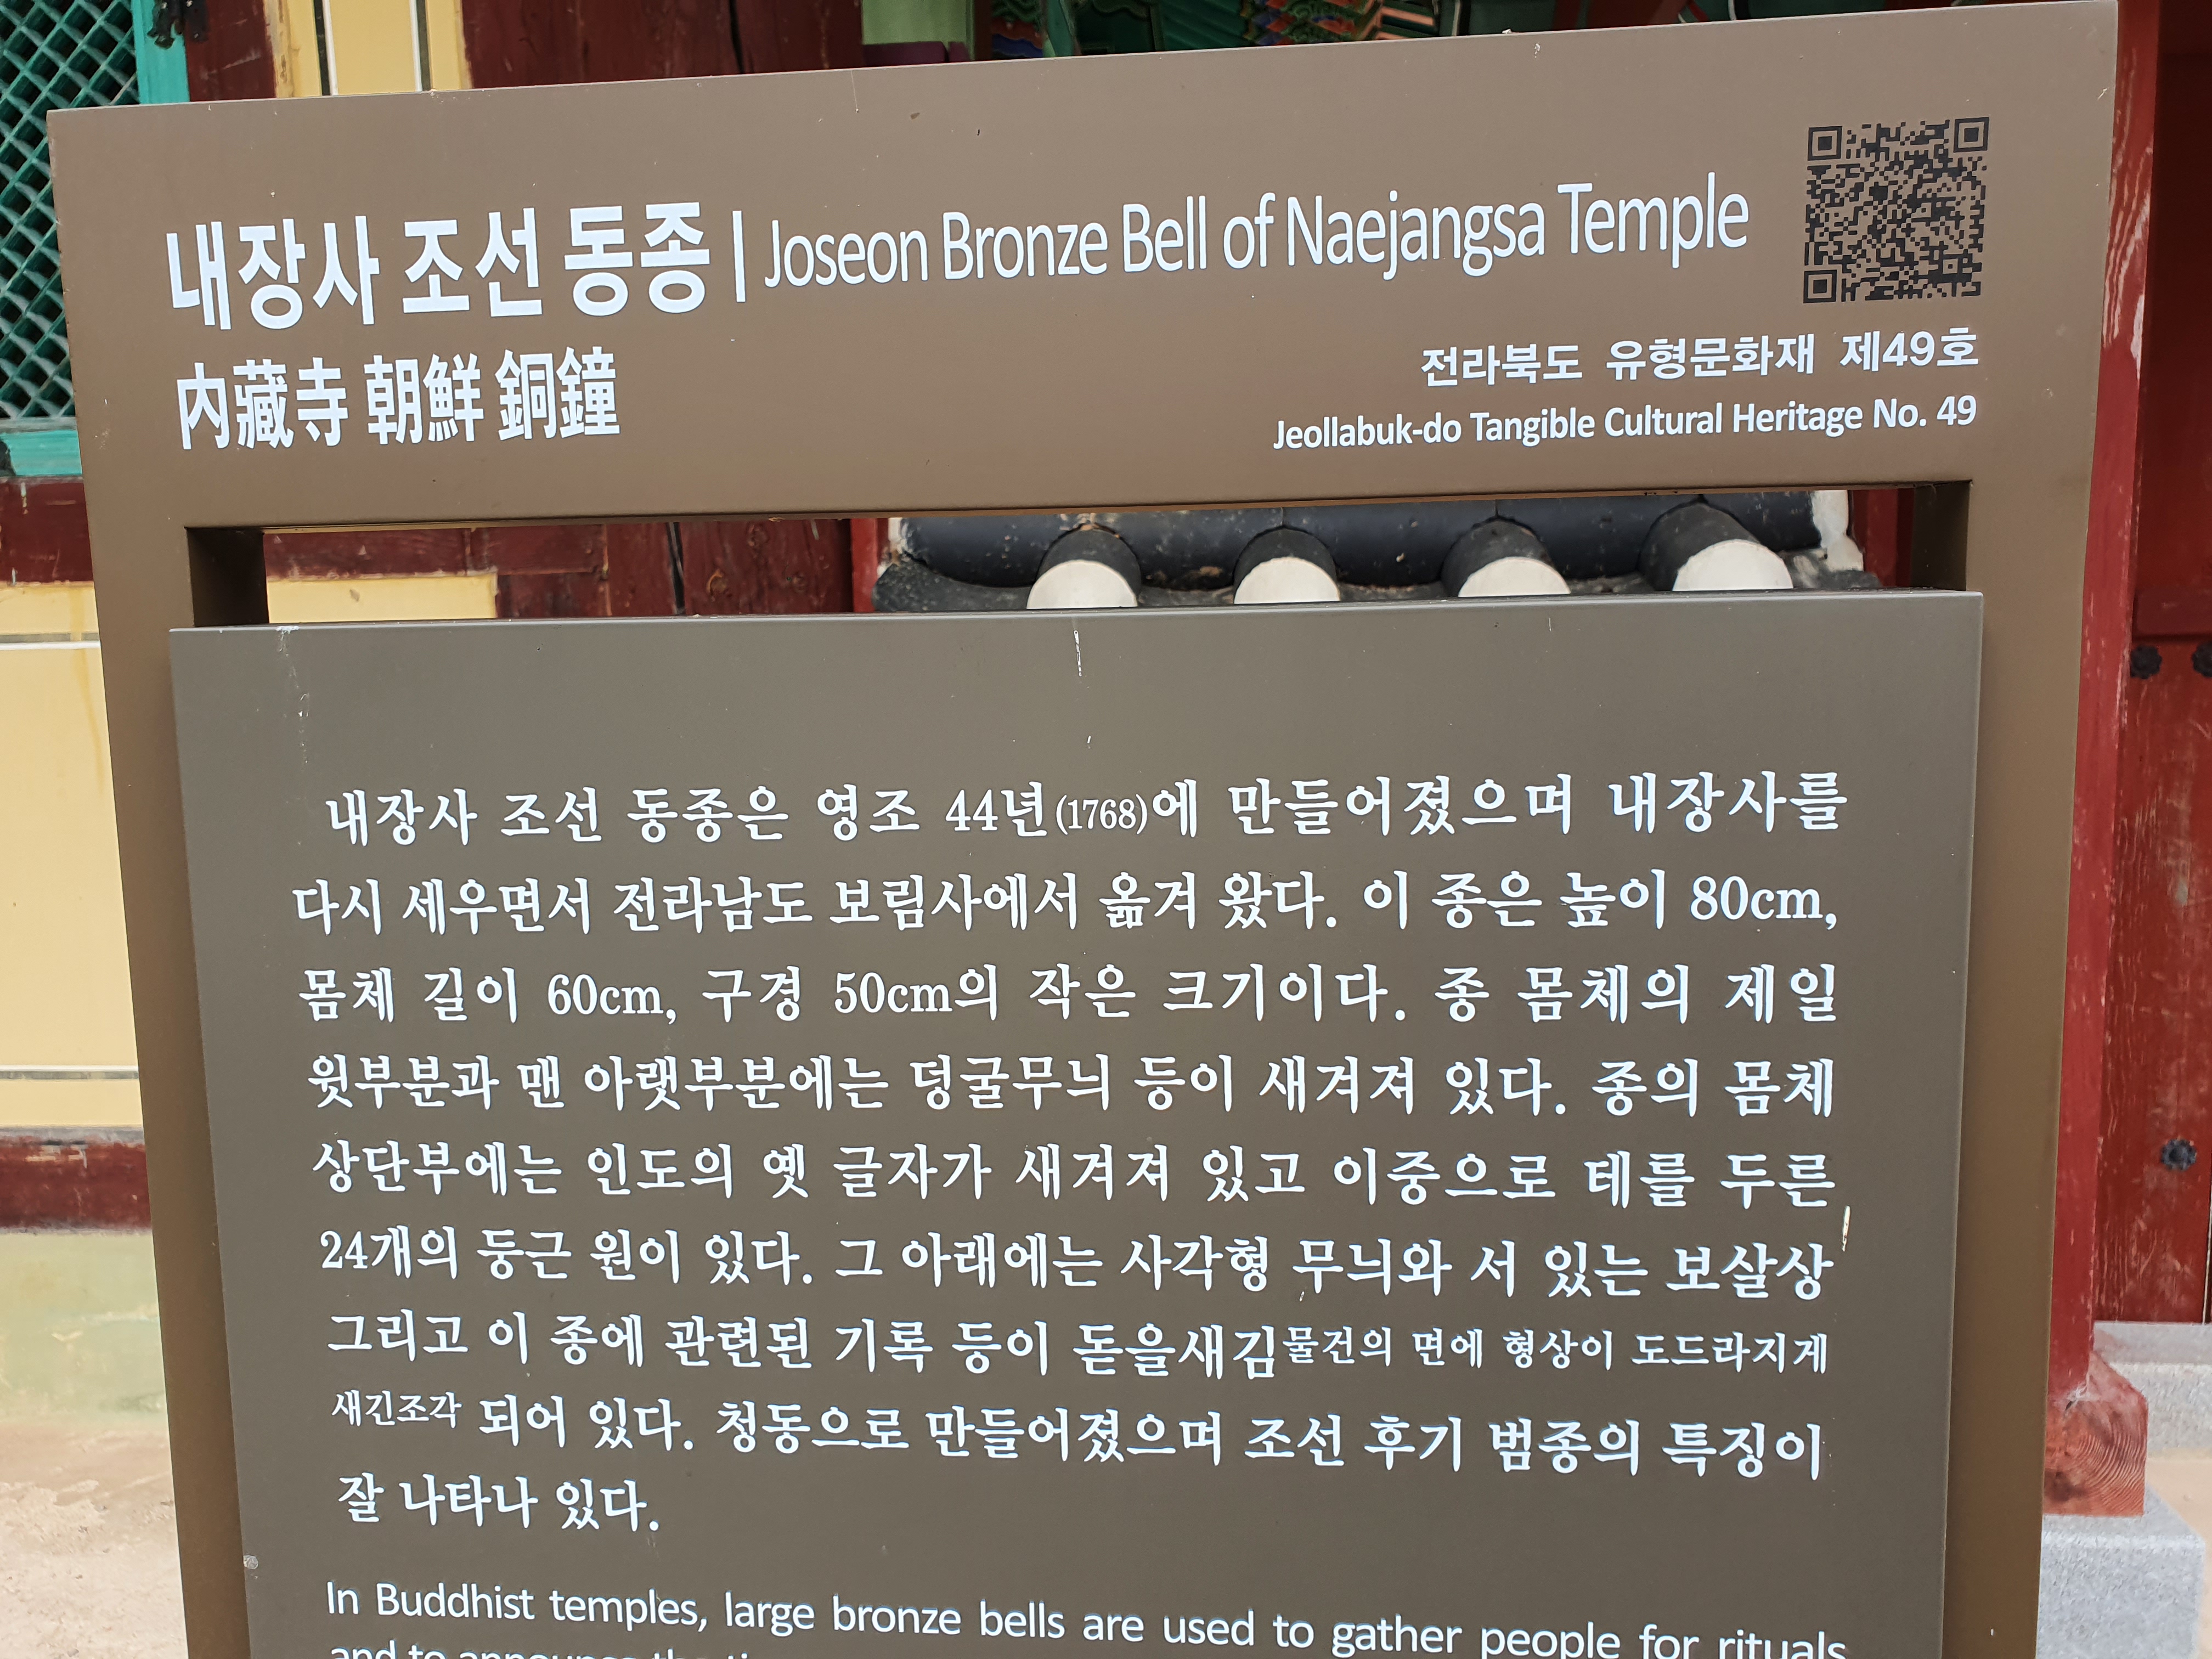 내장사 조선 동종 | Joseon Bronze Bell of Naejangsa Temple
内藏寺 朝鮮 銅鐘
전라북도 유형문화재 제49호
Jeollabuk-do Tangible Cultural Heritage No. 49
내장사 조선 동종은 영조 44년(1768)에 만들어졌으며 내장사를
다시 세우면서 전라남도 보림사에서 옮겨 왔다. 이 종은 높이 80cm,
몸체 길이 60cm, 구경 50cm의 작은 크기이다. 종 몸체의 제일
윗부분과 맨 아랫부분에는 덩굴무늬 등이 새겨져 있다. 종의 몸체
상단부에는 인도의 옛 글자가 새겨져 있고 이중으로 테를 두른
24개의 둥근 원이 있다. 그 아래에는 사각형 무늬와 서 있는 보살상
그리고 이 종에 관련된 기록 등이 돋을새김물건의 면에 형상이 도드라지게
새긴조각 되어 있다. 청동으로 만들어졌으며 조선 후기 범종의 특징이
잘 나타나 있다.
In Buddhist temples, large bronze bells are used to gather people for rituals
and to announce the